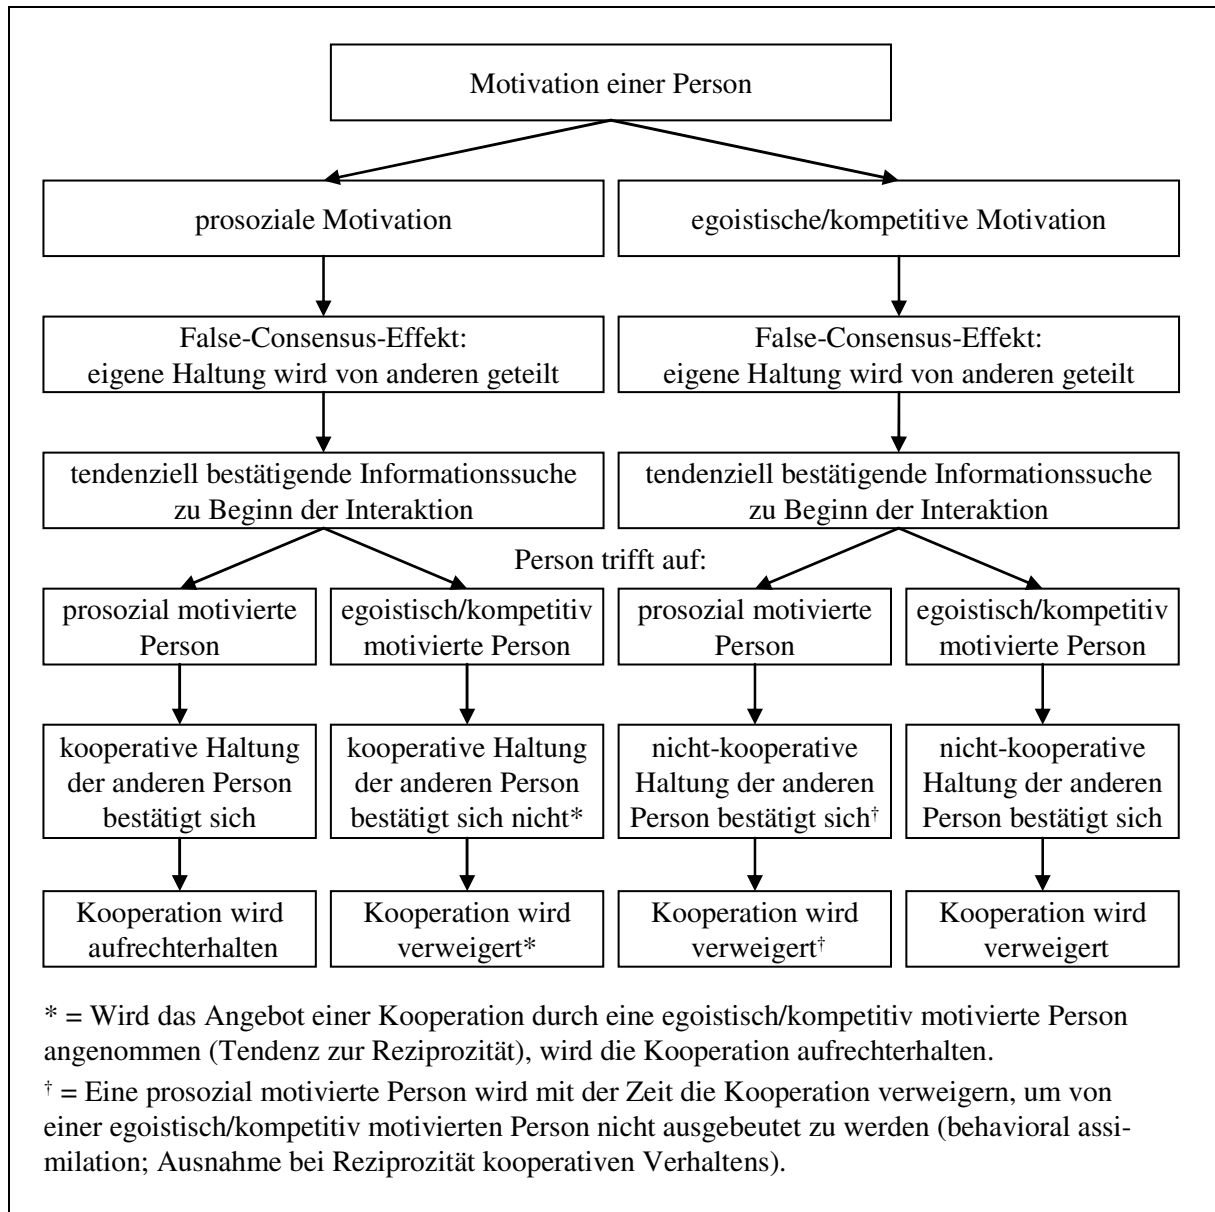 Motivation einer Person
prosoziale Motivation
egoistische/kompetitive Motivation
False-Consensus-Effekt:
eigene Haltung wird von anderen geteilt
False-Consensus-Effekt:
eigene Haltung wird von anderen geteilt
tendenziell bestätigende Informationssuche
zu Beginn der Interaktion
tendenziell bestätigende Informationssuche
zu Beginn der Interaktion
Person trifft auf:
prosozial motivierte
Person
egoistisch/kompetitiv
motivierte Person
prosozial motivierte
Person
egoistisch/kompetitiv
motivierte Person
kooperative Haltung
der anderen Person
bestätigt sich
kooperative Haltung
der anderen Person
bestätigt sich nicht*
nicht-kooperative
Haltung der anderen
Person bestätigt sich†
nicht-kooperative
Haltung der anderen
Person bestätigt sich
Kooperation wird
aufrechterhalten
Kooperation wird
verweigert*
Kooperation wird
verweigert†
Kooperation wird
verweigert
* = Wird das Angebot einer Kooperation durch eine egoistisch/kompetitiv motivierte Person
angenommen (Tendenz zur Reziprozität), wird die Kooperation aufrechterhalten.
† = Eine prosozial motivierte Person wird mit der Zeit die Kooperation verweigern, um von
einer egoistisch/kompetitiv motivierten Person nicht ausgebeutet zu werden (behavioral assi-
milation; Ausnahme bei Reziprozität kooperativen Verhaltens).